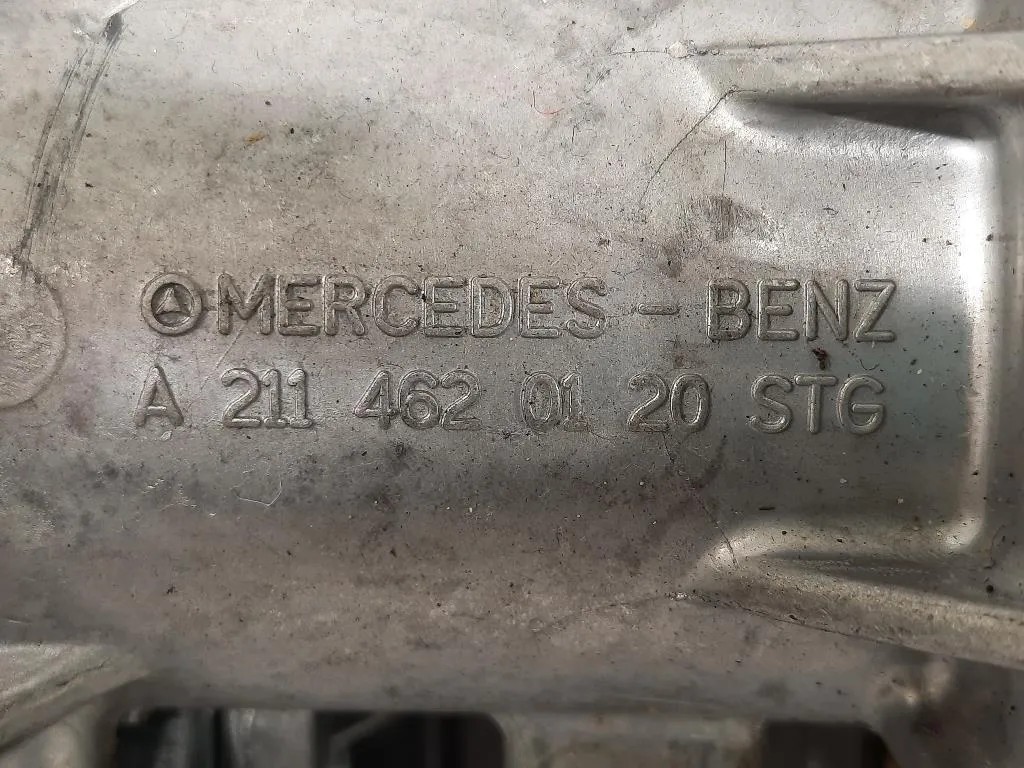 MERCEDES - BENZ
A 211 462 01 20 STG